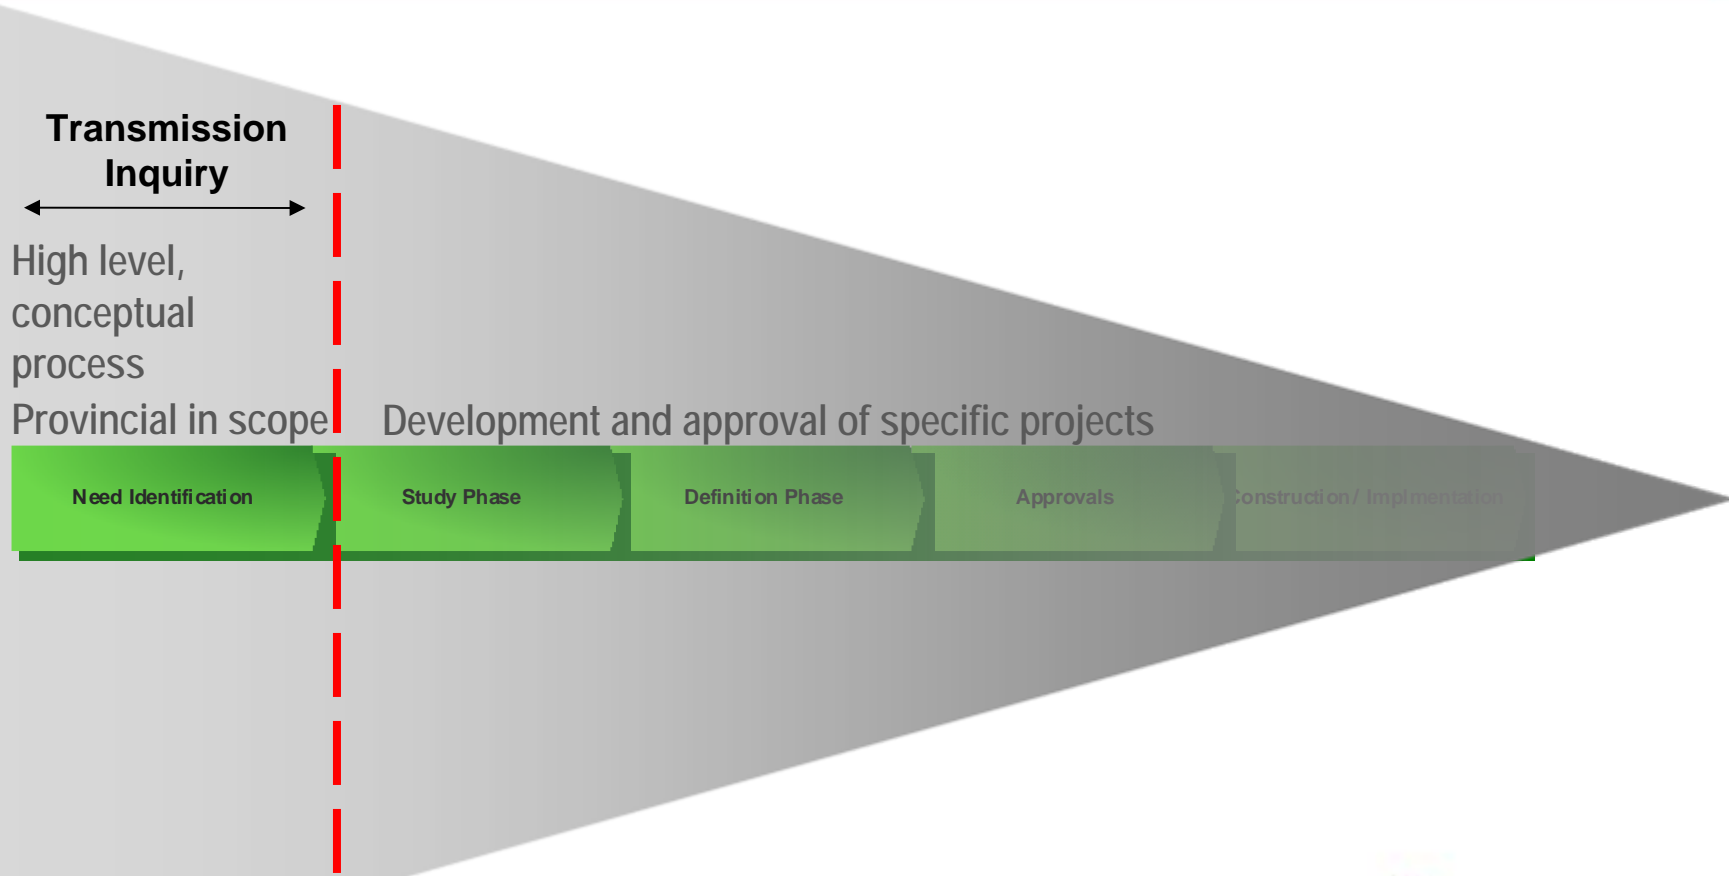 Transmission
Inquiry
High level,
conceptual
process
Provincial in scope
Development and approval of specific projects
Need Identification
Study Phase
Definition Phase
Approvals
Construction / Implmentation